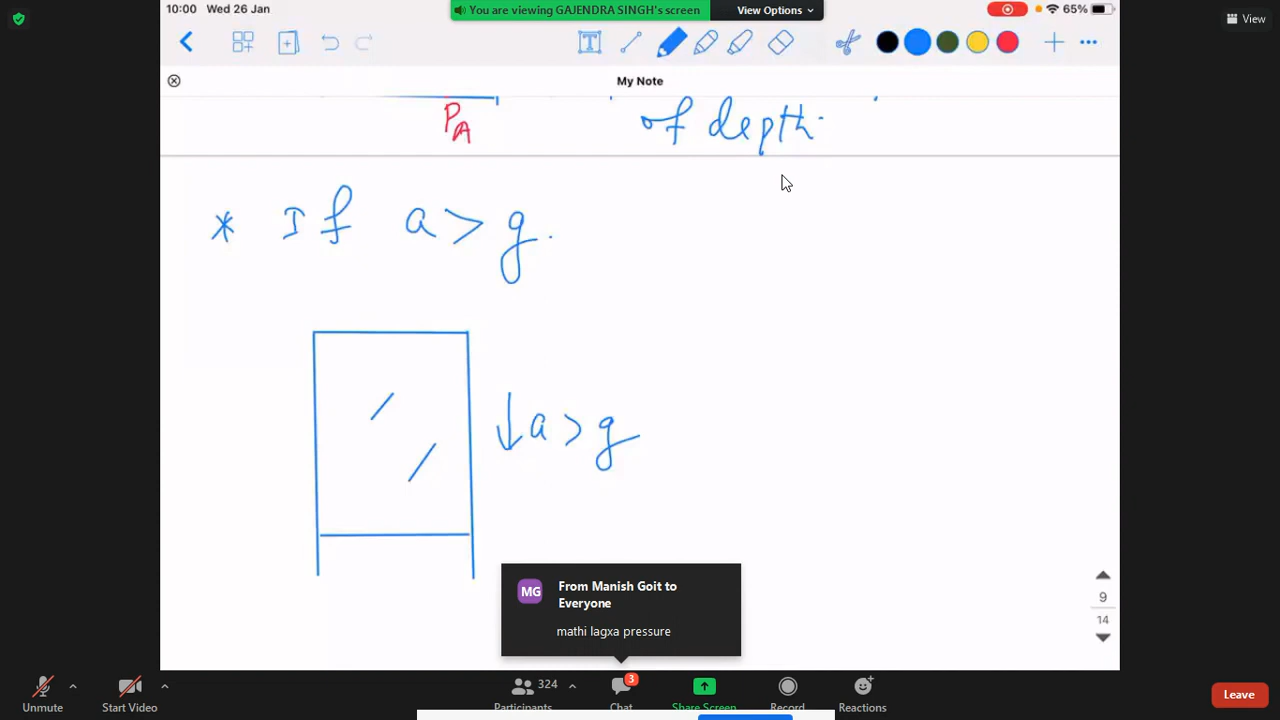 10:00 Wed 26 Jan
You are viewing GAJENDRA SINGH's screen
View Options
65%
View
My Note
PA
of depth.
* If a > g.
↓a > g
MG
From Manish Goit to
Everyone
mathi lagxa pressure
9
14
Unmute
Start Video
324
Participants
3
Chat
Share Screen
Record
Reactions
Leave